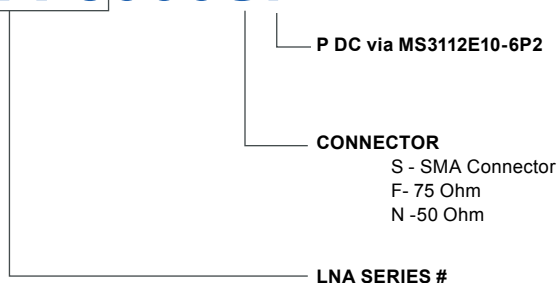 P DC via MS3112E10-6P2
CONNECTOR
S - SMA Connector
F- 75 Ohm
N -50 Ohm
LNA SERIES #